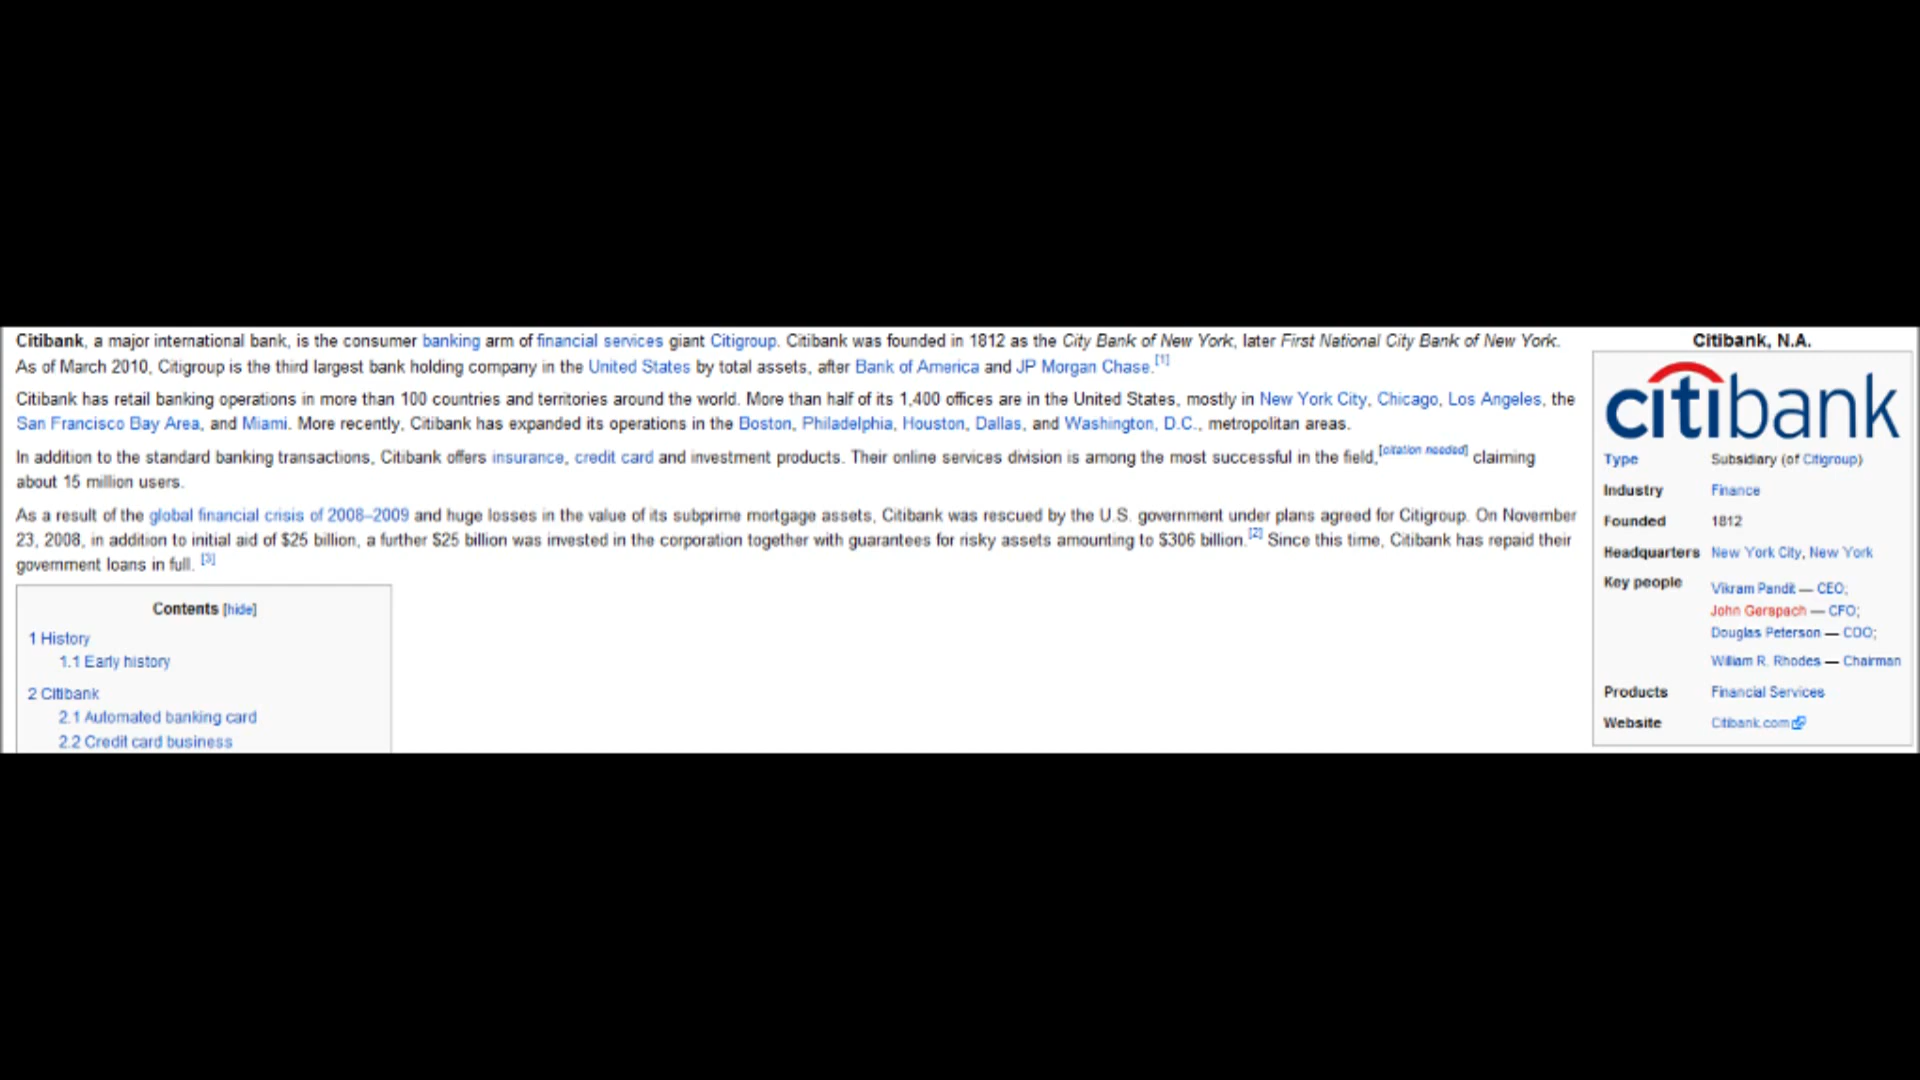 Citibank, a major international bank, is the consumer banking arm of financial services giant Citigroup. Citibank was founded in 1812 as the City Bank of New York, later First National City Bank of New York.
As of March 2010, Citigroup is the third largest bank holding company in the United States by total assets, after Bank of America and JP Morgan Chase.[1]
Citibank has retail banking operations in more than 100 countries and territories around the world. More than half of its 1,400 offices are in the United States, mostly in New York City, Chicago, Los Angeles, the
San Francisco Bay Area, and Miami. More recently, Citibank has expanded its operations in the Boston, Philadelphia, Houston, Dallas, and Washington, D.C., metropolitan areas.
In addition to the standard banking transactions, Citibank offers insurance, credit card and investment products. Their online services division is among the most successful in the field,[citation needed] claiming
about 15 million users.
As a result of the global financial crisis of 2008–2009 and huge losses in the value of its subprime mortgage assets, Citibank was rescued by the U.S. government under plans agreed for Citigroup. On November
23, 2008, in addition to initial aid of $25 billion, a further $25 billion was invested in the corporation together with guarantees for risky assets amounting to $306 billion.[2] Since this time, Citibank has repaid their
government loans in full. [3]
Contents [hide]
1 History
1.1 Early history
2 Citibank
2.1 Automated banking card
2.2 Credit card business
Citibank, N.A.
citibank
Type Subsidiary (of Citigroup)
Industry Finance
Founded 1812
Headquarters New York City, New York
Key people Vikram Pandit — CEO;
John Gerspach — CFO;
Douglas Peterson — COO;
William R. Rhodes — Chairman
Products Financial Services
Website Citibank.com